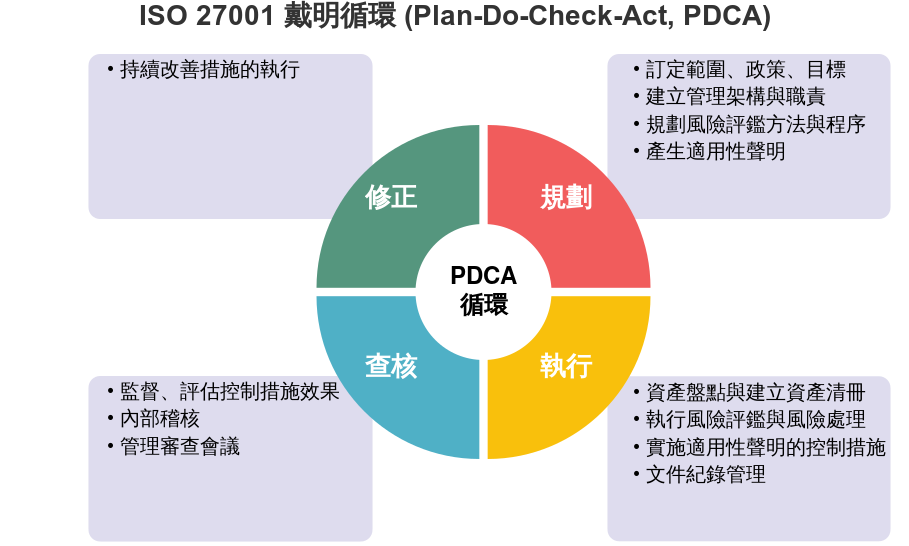 ISO 27001 戴明循環 (Plan-Do-Check-Act, PDCA)
• 持續改善措施的執行
• 訂定範圍、政策、目標
• 建立管理架構與職責
• 規劃風險評鑑方法與程序
• 產生適用性聲明
修正
規劃
PDCA
循環
查核
執行
• 監督、評估控制措施效果
• 內部稽核
• 管理審查會議
• 資產盤點與建立資產清冊
• 執行風險評鑑與風險處理
• 實施適用性聲明的控制措施
• 文件紀錄管理